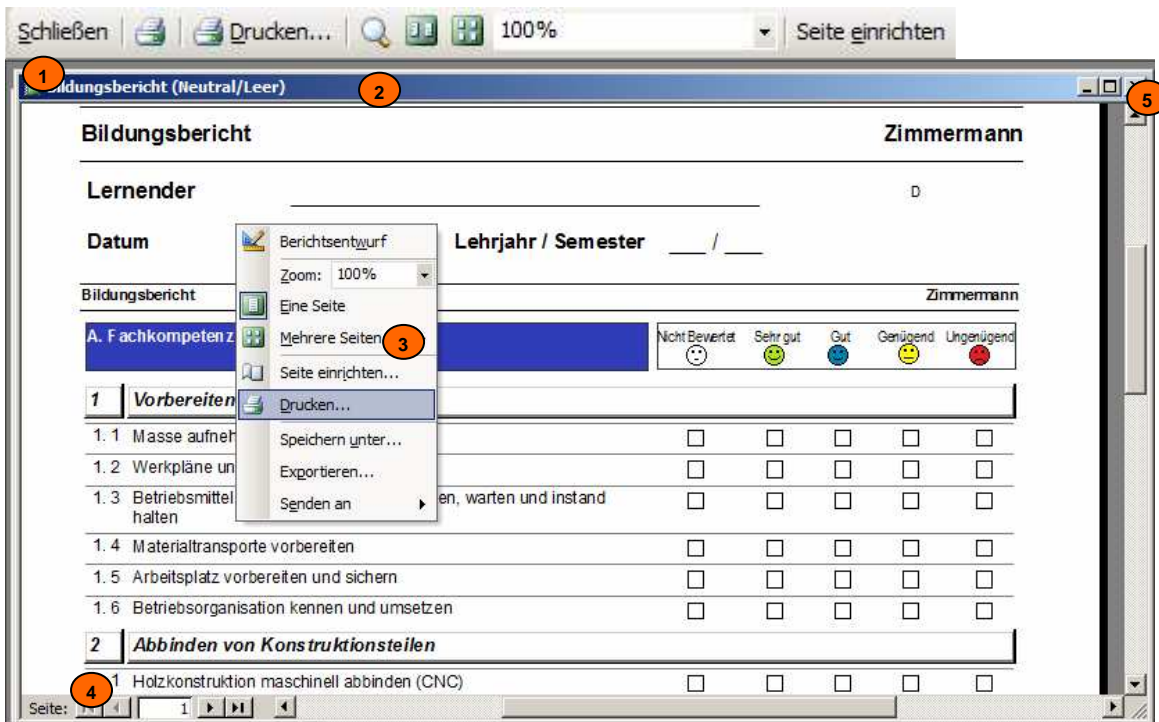 Schließen Drucken... 100% Seite einrichten
1
Bildungsbericht (Neutral/Leer) 2
5
Bildungsbericht Zimmermann
Lernender D
Datum Lehrjahr / Semester ___ / ___
Berichtsentwurf
Zoom: 100%
Eine Seite
Mehrere Seiten 3
Seite einrichten...
Drucken...
Speichern unter...
Exportieren...
Senden an
Bildungsbericht Zimmermann
A. Fachkompetenz Nicht Bewertet Sehr gut Gut Genügend Ungenügend
1 Vorbereiten
1. 1 Masse aufneh
1. 2 Werkpläne un
1. 3 Betriebsmittel en, warten und instand
halten
1. 4 Materialtransporte vorbereiten
1. 5 Arbeitsplatz vorbereiten und sichern
1. 6 Betriebsorganisation kennen und umsetzen
2 Abbinden von Konstruktionsteilen
4 1 Holzkonstruktion maschinell abbinden (CNC)
Seite: 1